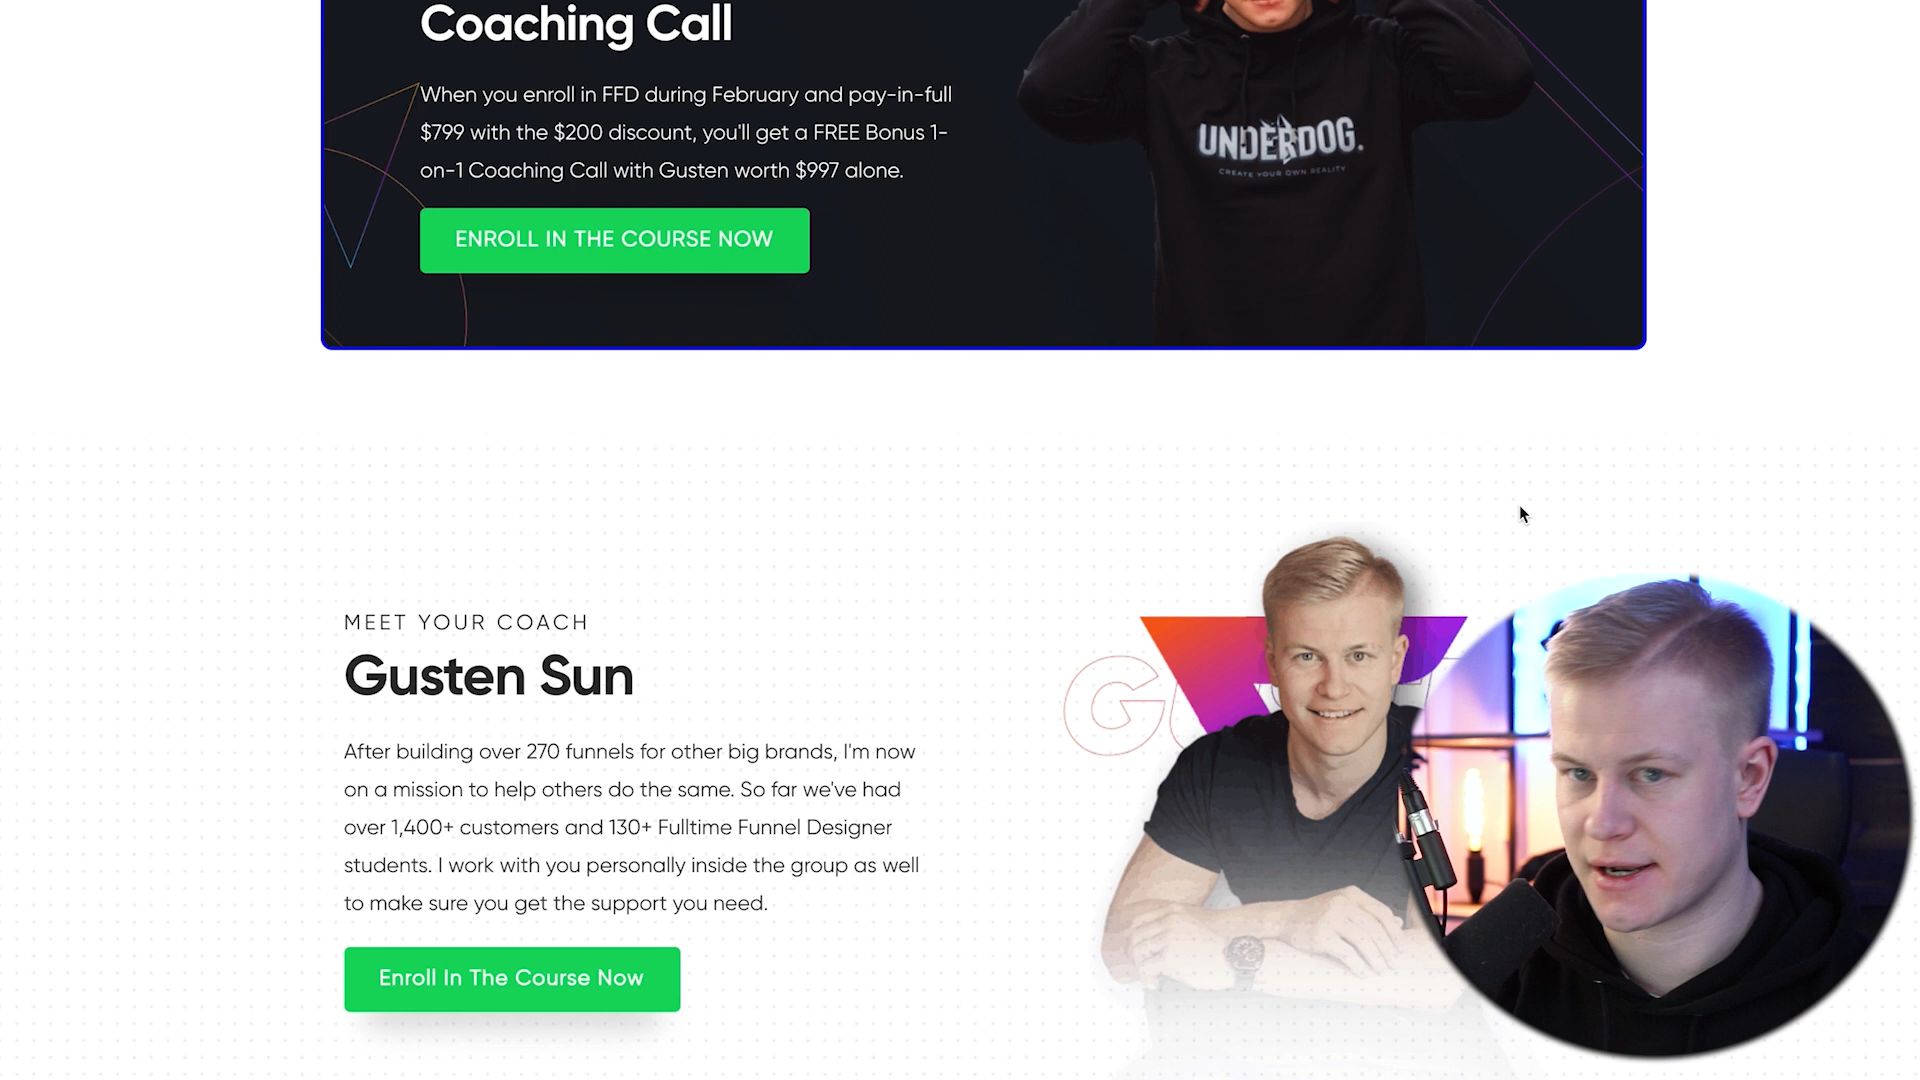 Coaching Call
When you enroll in FFD during February and pay-in-full
$799 with the $200 discount, you'll get a FREE Bonus 1-
on-1 Coaching Call with Gusten worth $997 alone.
ENROLL IN THE COURSE NOW
UNDERDOG.
CREATE YOUR OWN REALITY
MEET YOUR COACH
Gusten Sun
After building over 270 funnels for other big brands, I'm now
on a mission to help others do the same. So far we've had
over 1,400+ customers and 130+ Fulltime Funnel Designer
students. I work with you personally inside the group as well
to make sure you get the support you need.
Enroll In The Course Now